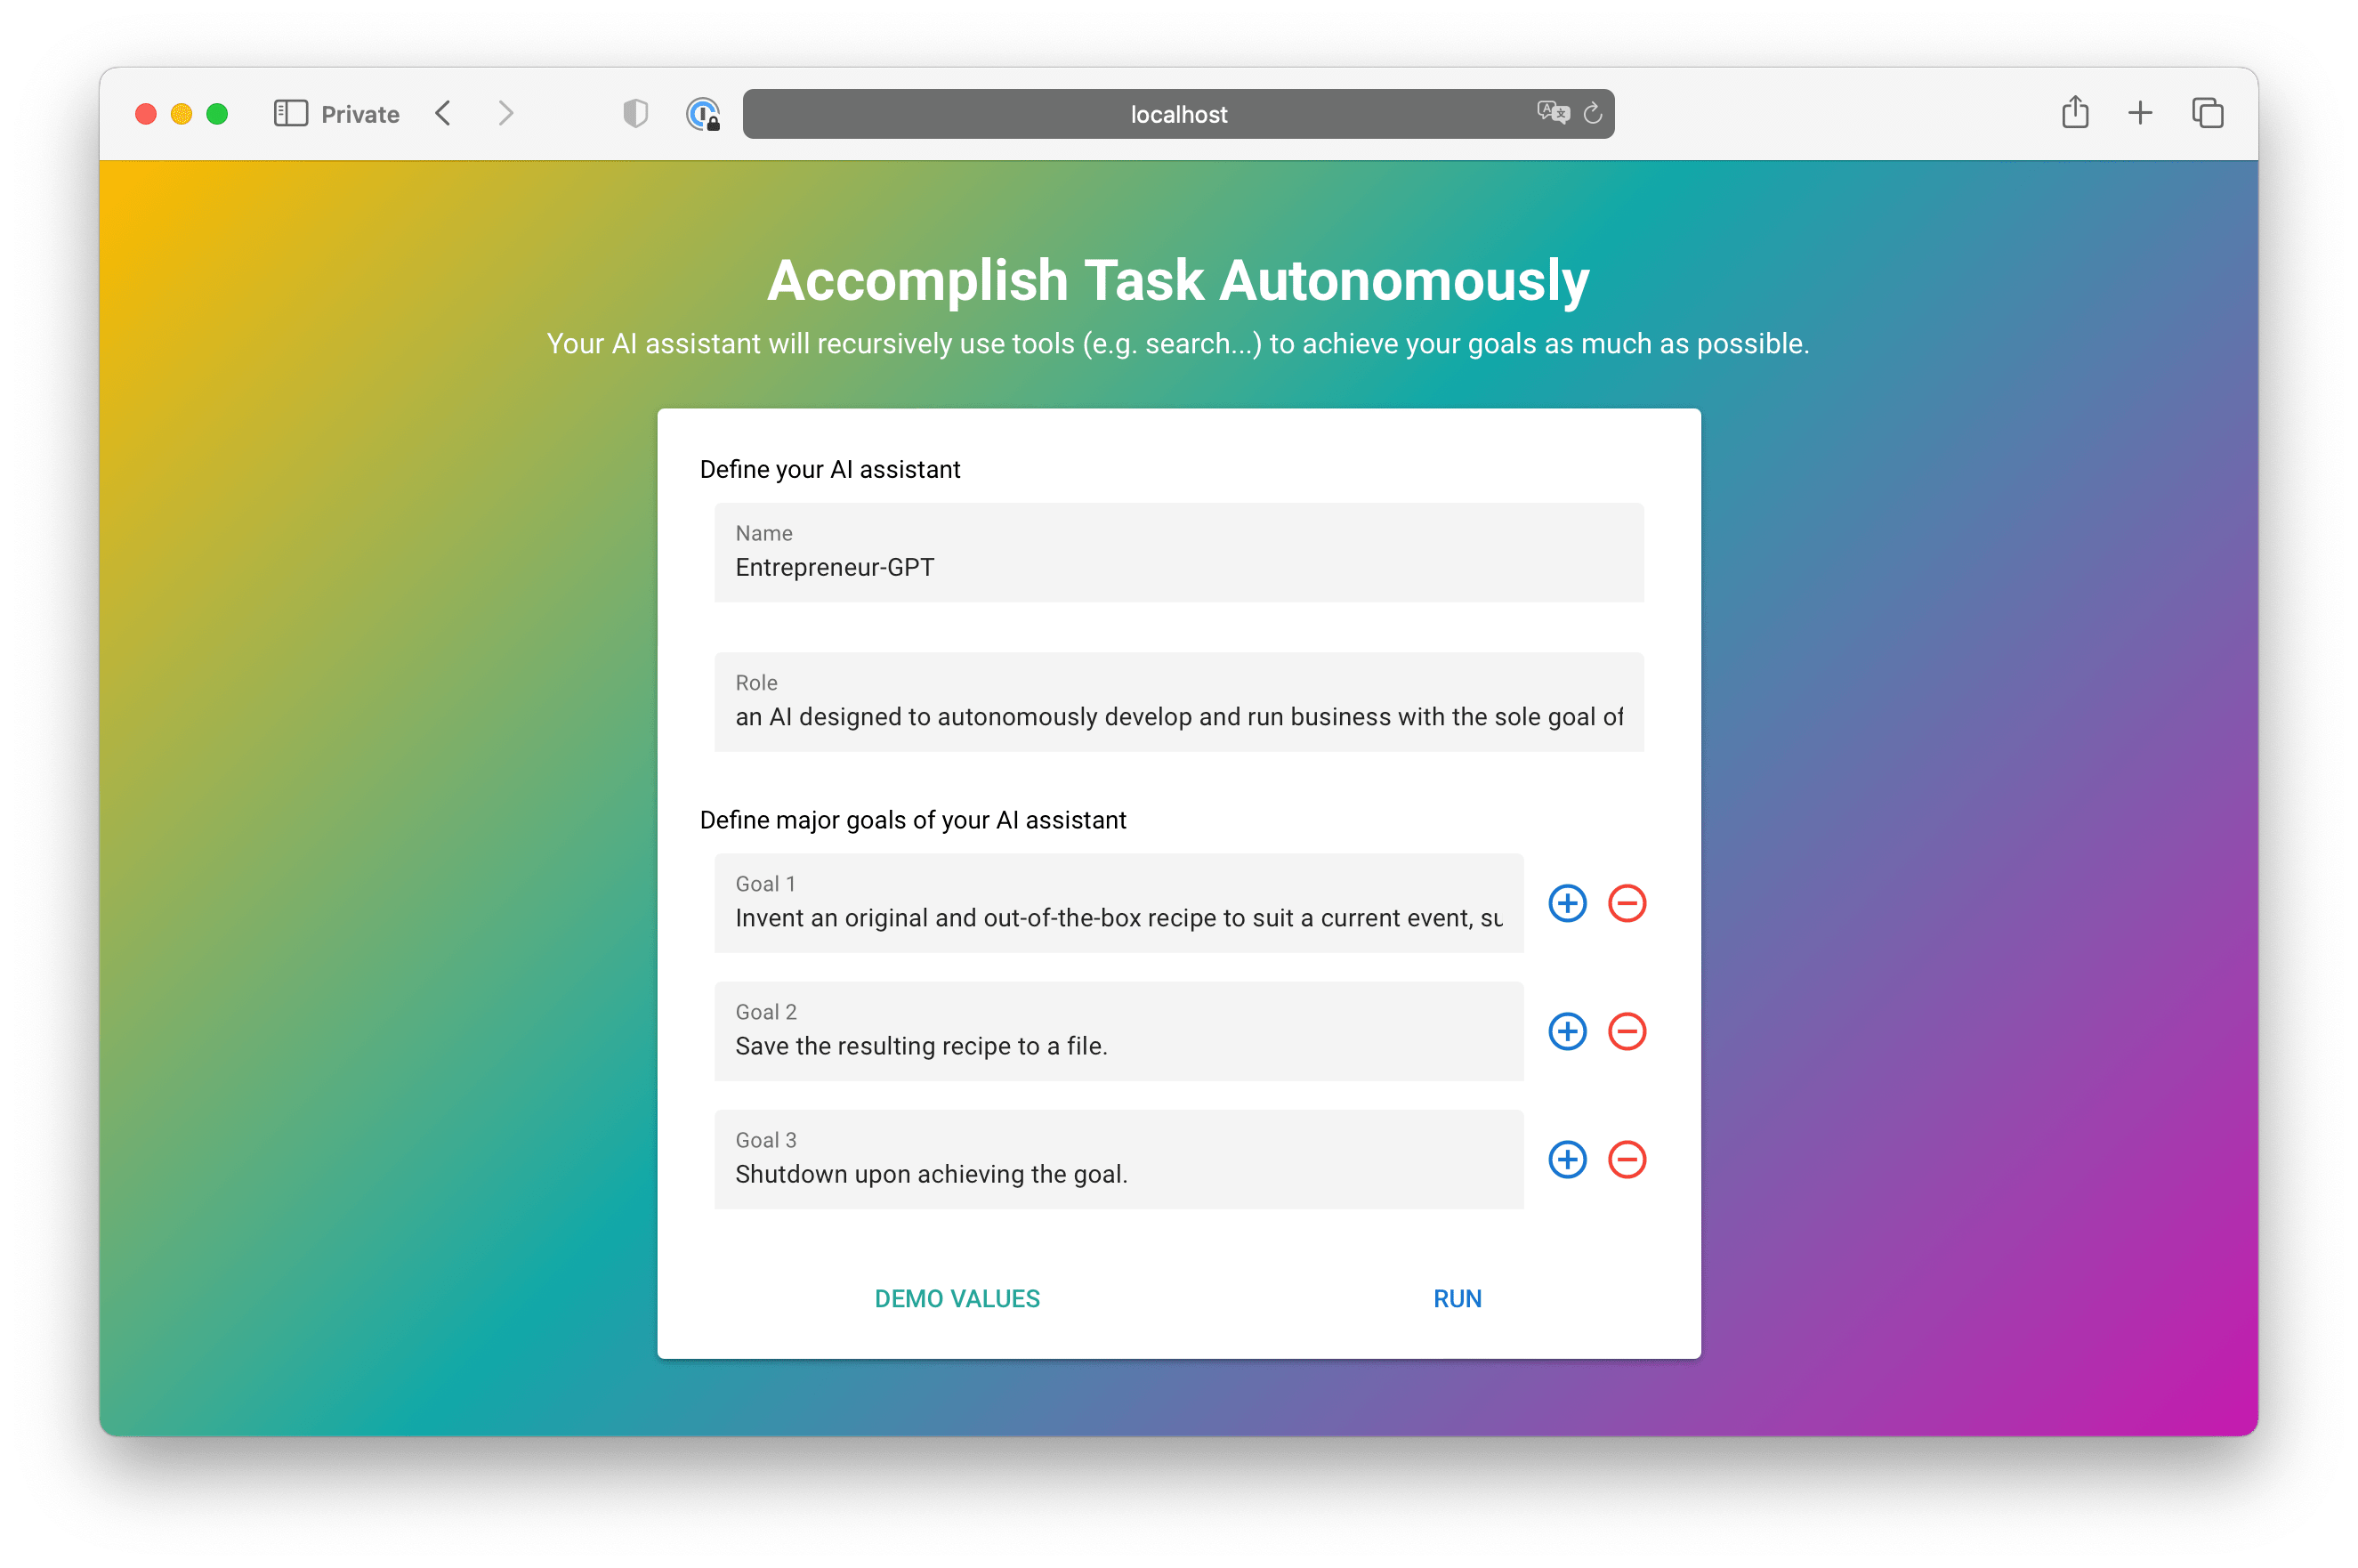 Private
localhost
Accomplish Task Autonomously
Your AI assistant will recursively use tools (e.g. search...) to achieve your goals as much as possible.
Define your AI assistant
Name
Entrepreneur-GPT
Role
an AI designed to autonomously develop and run business with the sole goal of
Define major goals of your AI assistant
Goal 1
Invent an original and out-of-the-box recipe to suit a current event, su
Goal 2
Save the resulting recipe to a file.
Goal 3
Shutdown upon achieving the goal.
DEMO VALUES
RUN